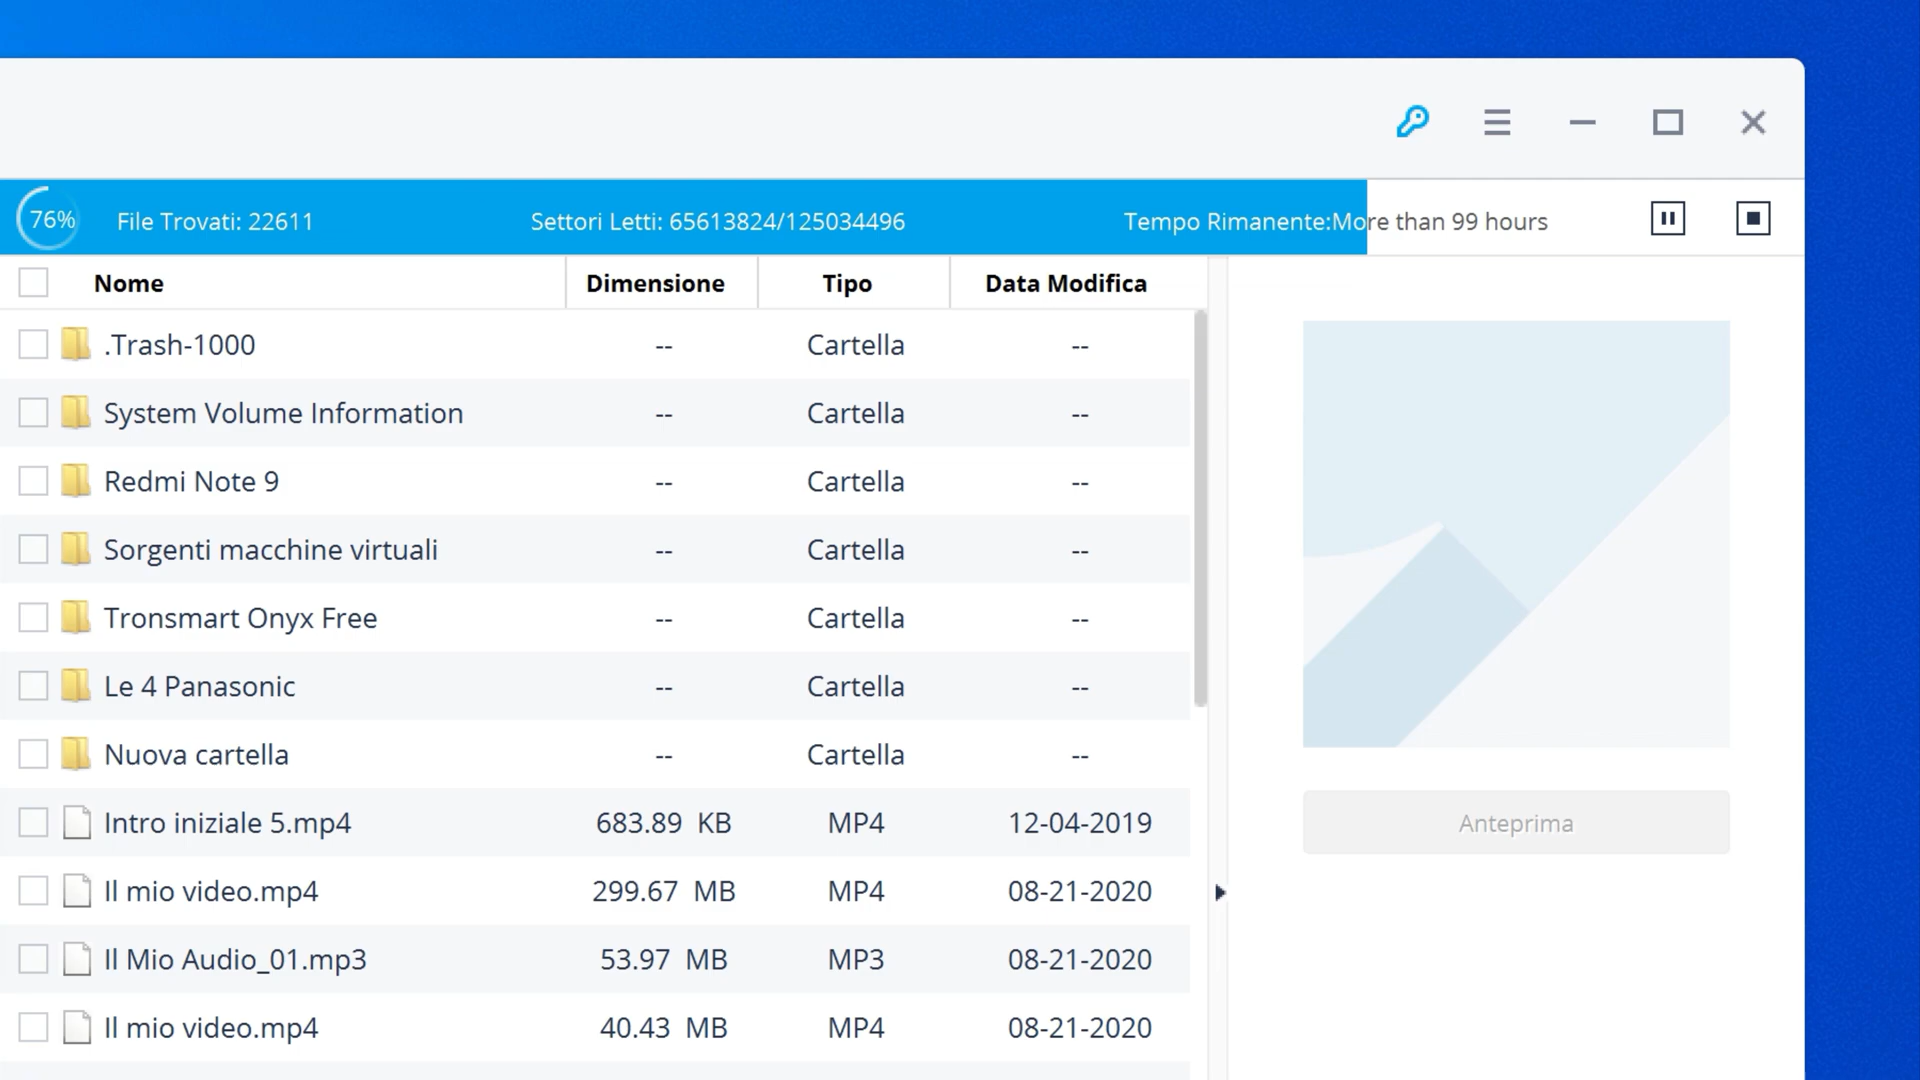 76% File Trovati: 22611 Settori Letti: 65613824/125034496 Tempo Rimanente:More than 99 hours
Nome Dimensione Tipo Data Modifica
.Trash-1000 -- Cartella --
System Volume Information -- Cartella --
Redmi Note 9 -- Cartella --
Sorgenti macchine virtuali -- Cartella --
Tronsmart Onyx Free -- Cartella --
Le 4 Panasonic -- Cartella --
Nuova cartella -- Cartella --
Intro iniziale 5.mp4 683.89 KB MP4 12-04-2019
Anteprima
Il mio video.mp4 299.67 MB MP4 08-21-2020
Il Mio Audio_01.mp3 53.97 MB MP3 08-21-2020
Il mio video.mp4 40.43 MB MP4 08-21-2020